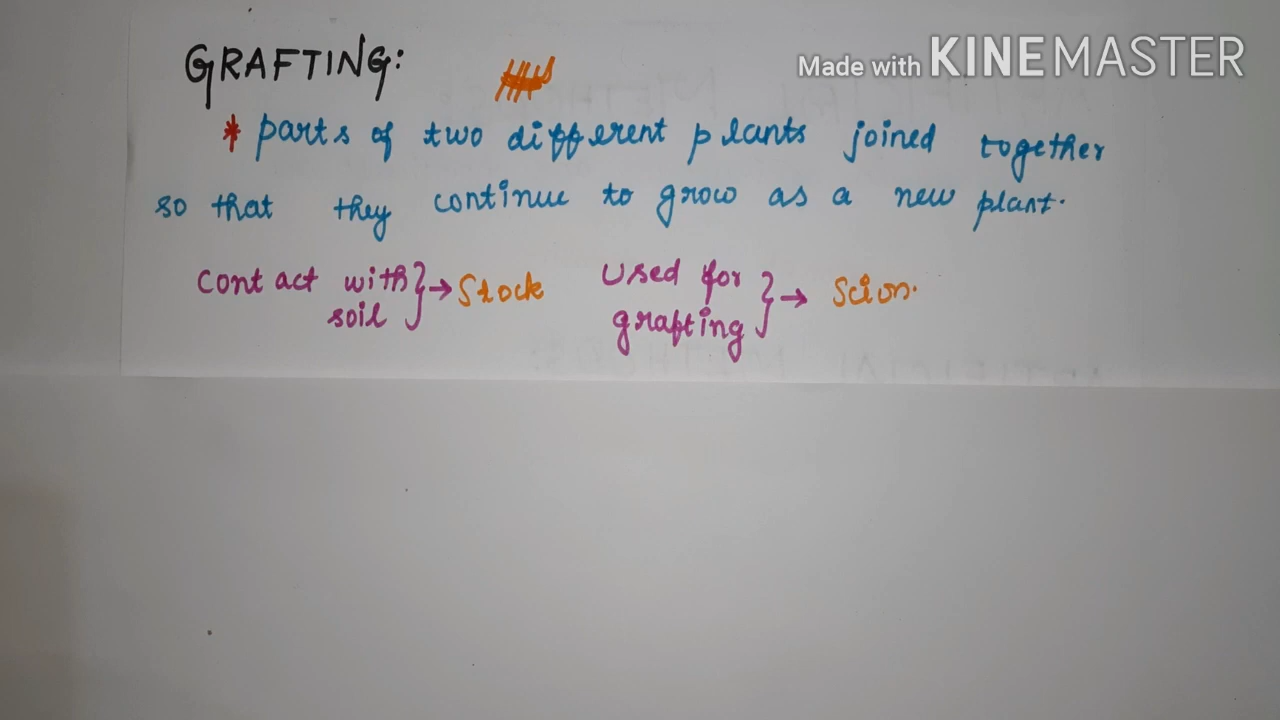 GRAFTING:
Made with KINEMASTER
* parts of two different plants joined together
so that they continue to grow as a new plant.
Contact with soil } → Stock
Used for grafting } → Scion.